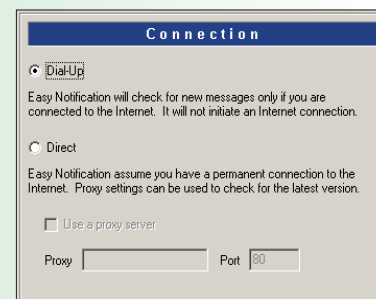 Connection
Dial-Up
Easy Notification will check for new messages only if you are
connected to the Internet. It will not initiate an Internet connection.
Direct
Easy Notification assume you have a permanent connection to the
Internet. Proxy settings can be used to check for the latest version.
Use a proxy server
Proxy Port 80